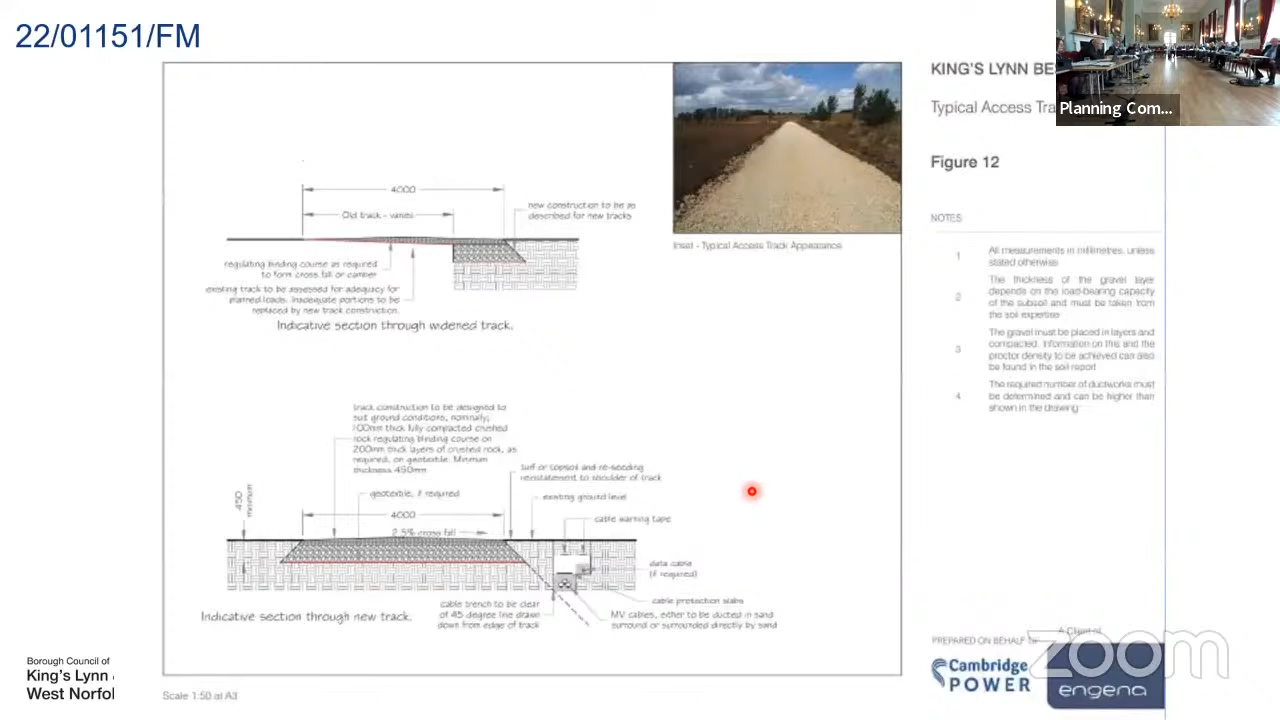 22/01151/FM
KING'S LYNN BE
Typical Access Tra
Planning Com...
Figure 12
NOTES
1
All measurements in millimetres, unless
stated otherwise
2
The thickness of the gravel layer
depends on the load-bearing capacity
of the subsoil and must be taken from
the soil expertise
3
The gravel must be placed in layers and
compacted. Information on this and the
proctor density to be achieved can also
be found in the soil report
4
The required number of ductworks must
be determined and can be higher than
shown in the drawing
Inset - Typical Access Track Appearance
4000
Old track - varies
new construction to be as
described for new tracks
regulating binding course as required
to form cross fall or camber
existing track to be assessed for adequacy for
planned loads. Inadequate portions to be
replaced by new track construction.
Indicative section through widened track.
track construction to be designed to
suit ground conditions, nominally;
100mm thick fully compacted crushed
rock regulating binding course on
200mm thick layers of crushed rock, as
required, on geotextile. Minimum
thickness 450mm
turf or topsoil and re-seeding
reinstatement to shoulder of track
geotextile, if required
existing ground level
450
minimum
4000
2.5% cross fall
cable warning tape
data cable
(if required)
cable protection slabs
cable trench to be clear
of 45 degree line drawn
down from edge of track
MV cables, either to be ducted in sand
surround or surrounded directly by sand
Indicative section through new track.
Scale 1:50 at A3
Borough Council of
King's Lynn
West Norfol
PREPARED ON BEHALF
A Client of
Cambridge
POWER
engena
zoom